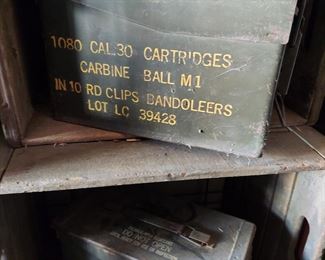 1080 CAL .30 CARTRIDGES
CARBINE BALL M1
IN 10 RD CLIPS BANDOLEERS
LOT LC 39428